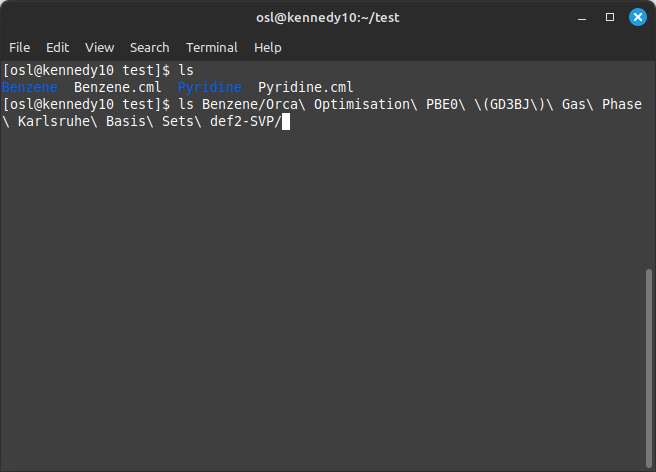 osl@kennedy10:~/test
File Edit View Search Terminal Help
[osl@kennedy10 test]$ ls
Benzene  Benzene.cml  Pyridine  Pyridine.cml
[osl@kennedy10 test]$ ls Benzene/Orca\ Optimisation\ PBE0\ \(GD3BJ\)\ Gas\ Phase
\ Karlsruhe\ Basis\ Sets\ def2-SVP/